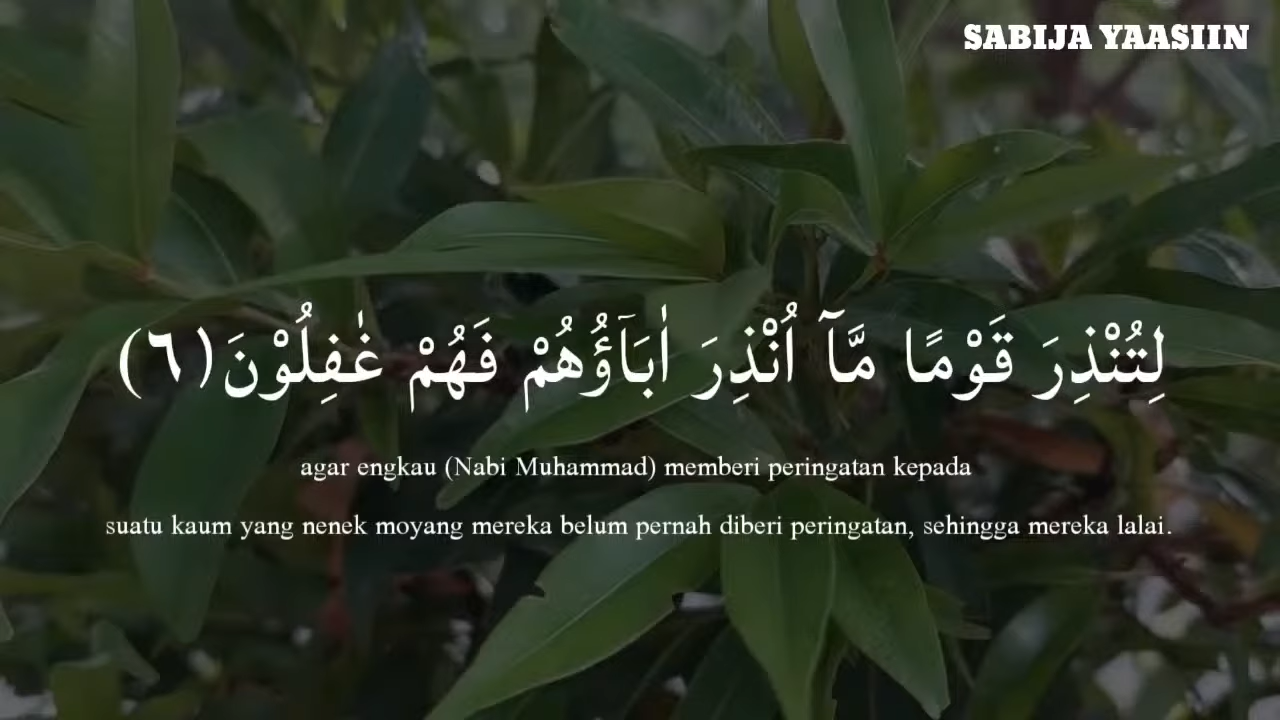 SABIJA YAASIIN
لِتُنْذِرَ قَوْمًا مَّآ اُنْذِرَ اٰبَاۤؤُهُمْ فَهُمْ غٰفِلُوْنَ(٦)
agar engkau (Nabi Muhammad) memberi peringatan kepada
suatu kaum yang nenek moyang mereka belum pernah diberi peringatan, sehingga mereka lalai.